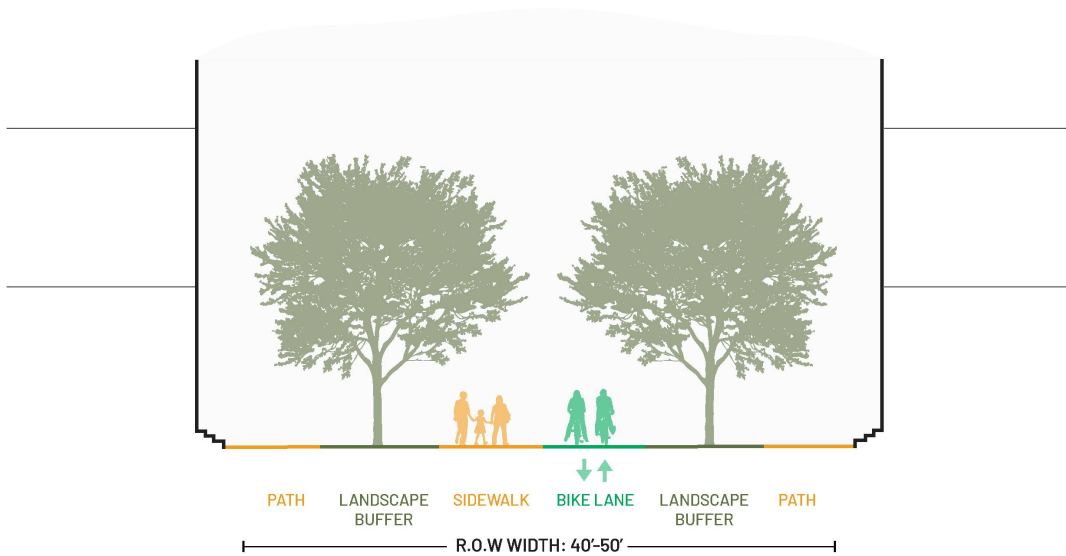 PATH
LANDSCAPE
BUFFER
SIDEWALK
BIKE LANE
LANDSCAPE
BUFFER
PATH
R.O.W WIDTH: 40'-50'